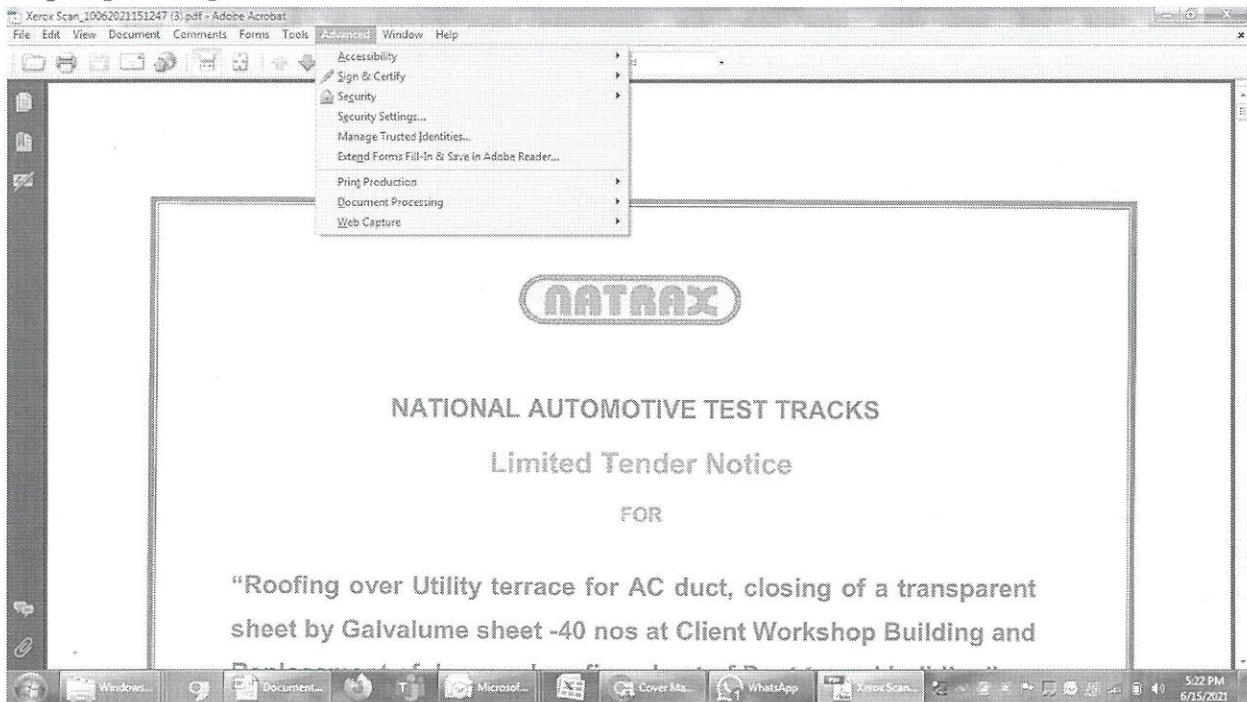 Xerox Scan_10062021151247 (3).pdf - Adobe Acrobat
File Edit View Document Comments Forms Tools Advanced Window Help
Accessibility
Sign & Certify
Security
Security Settings...
Manage Trusted Identities...
Extend Forms Fill-In & Save in Adobe Reader...
Print Production
Document Processing
Web Capture
NATRAX
NATIONAL AUTOMOTIVE TEST TRACKS
Limited Tender Notice
FOR
“Roofing over Utility terrace for AC duct, closing of a transparent
sheet by Galvalume sheet -40 nos at Client Workshop Building and
Windows... Document... Microsof... Cover Ma... WhatsApp Xerox Scan... 5:22 PM
6/15/2021